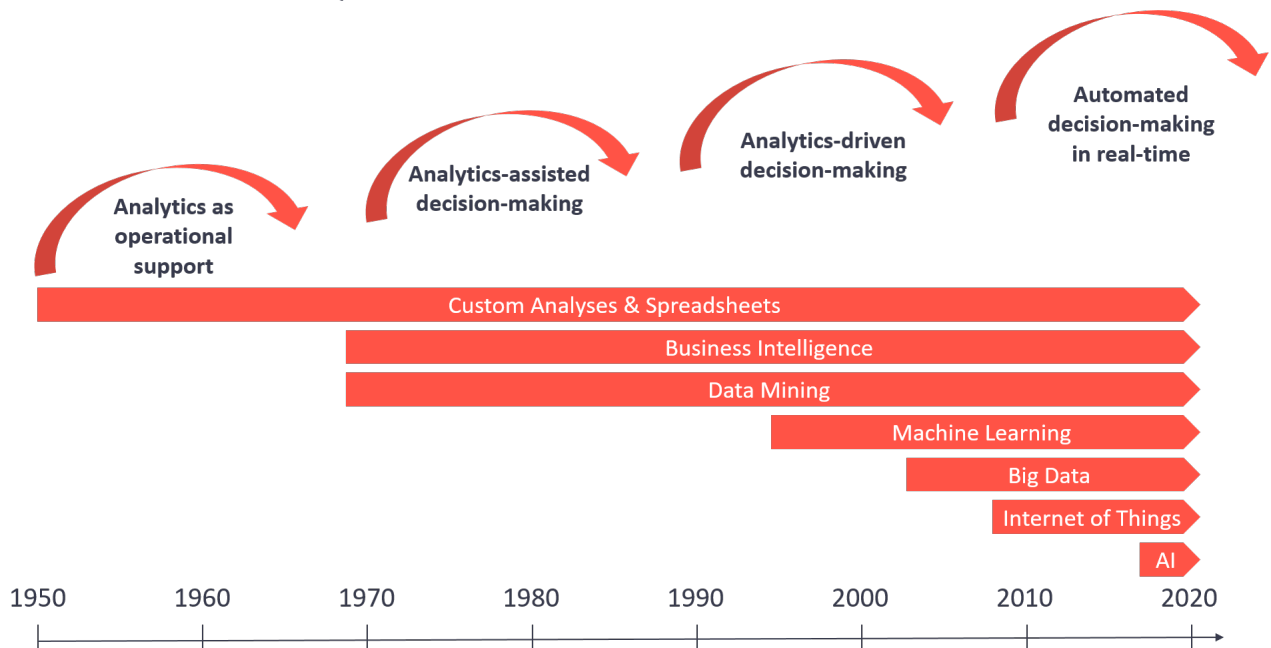 Analytics as
operational
support
Analytics-assisted
decision-making
Analytics-driven
decision-making
Automated
decision-making
in real-time
Custom Analyses & Spreadsheets
Business Intelligence
Data Mining
Machine Learning
Big Data
Internet of Things
AI
1950 1960 1970 1980 1990 2000 2010 2020